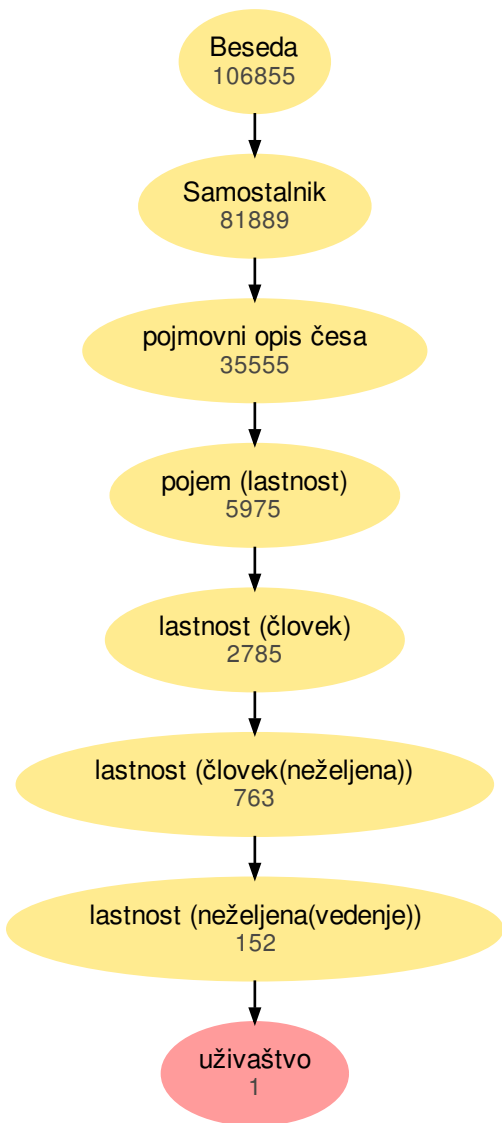 Beseda
106855
Samostalnik
81889
pojmovni opis česa
35555
pojem (lastnost)
5975
lastnost (človek)
2785
lastnost (človek(neželjena))
763
lastnost (neželjena(vedenje))
152
uživaštvo
1